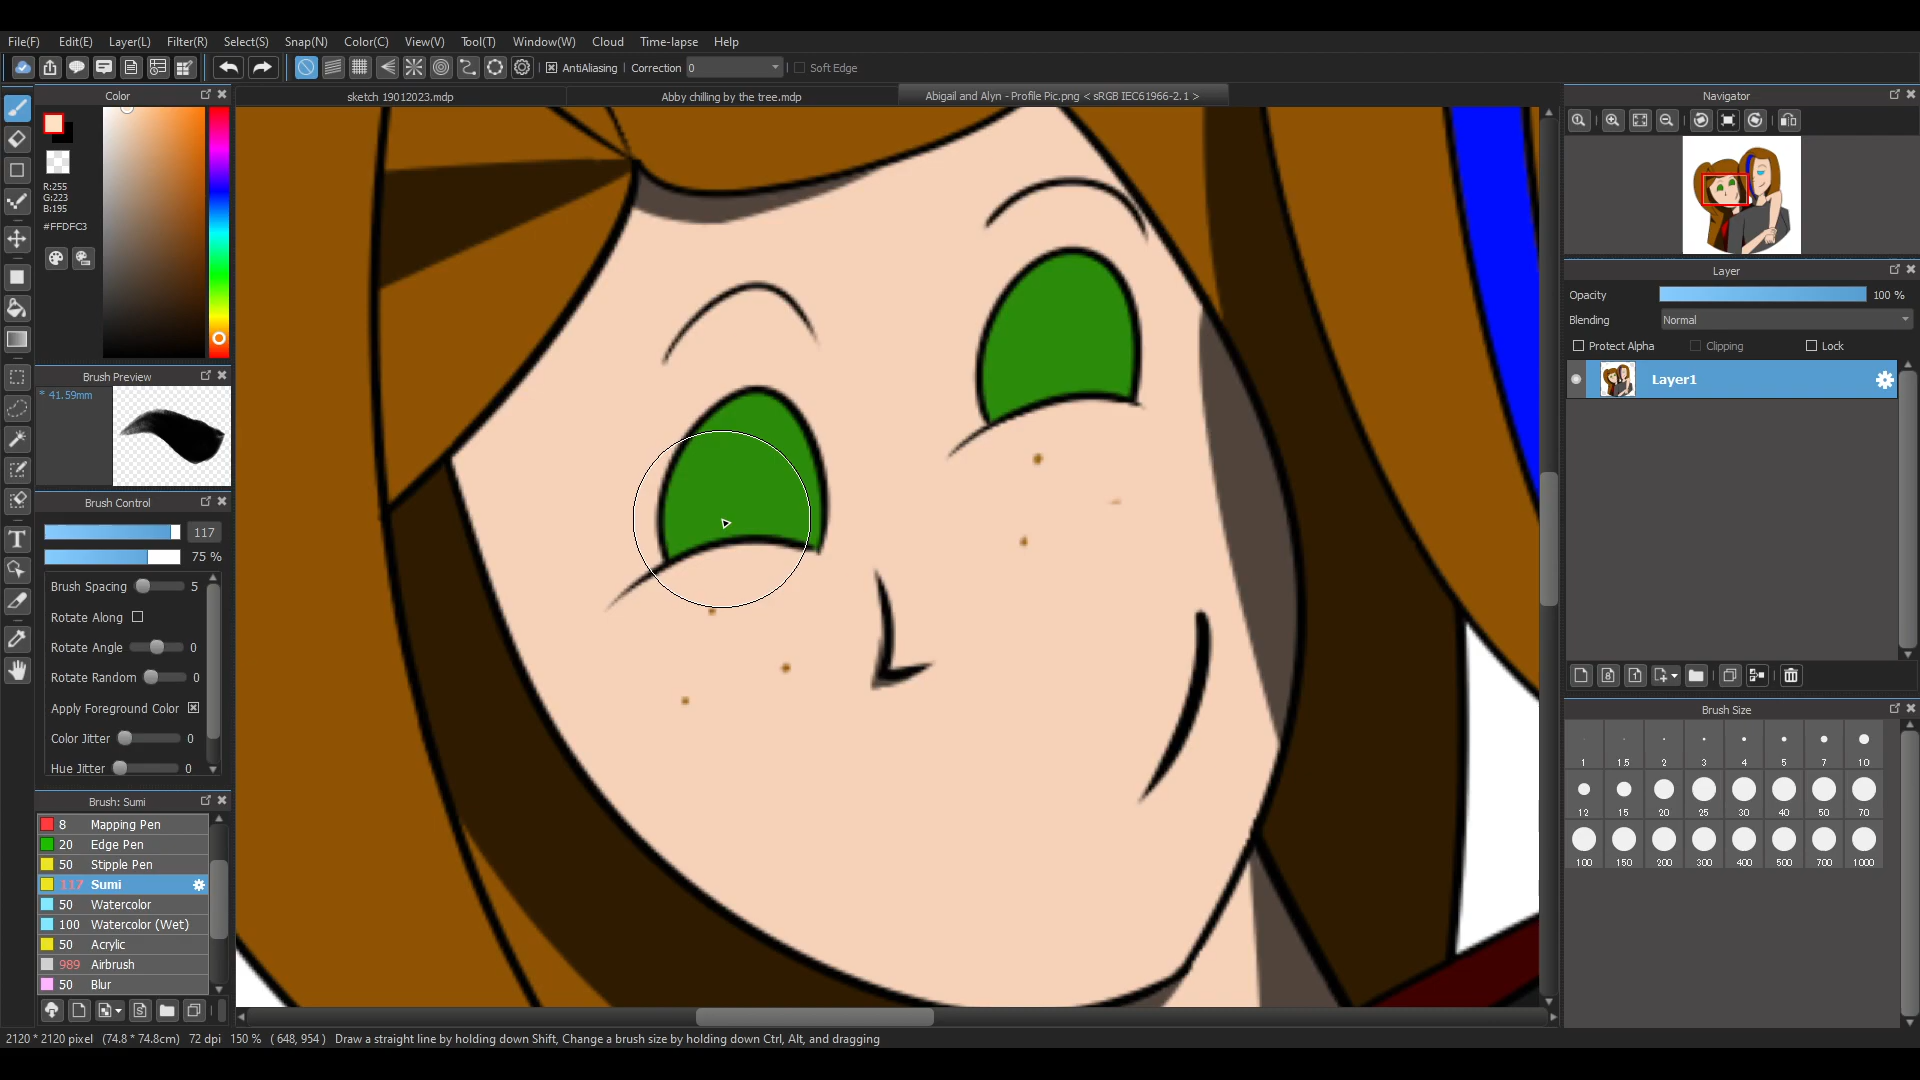 File(F) Edit(E) Layer(L) Filter(R) Select(S) Snap(N) Color(C) View(V) Tool(T) Window(W) Cloud Time-lapse Help
AntiAliasing Correction 0 Soft Edge
Color
sketch 19012023.mdp Abby chilling by the tree.mdp Abigail and Alyn - Profile Pic.png < sRGB IEC61966-2.1 >
R:255
G:223
B:195
#FFDFC3
Brush Preview
* 41.59mm
Brush Control
117
75 %
Brush Spacing 5
Rotate Along
Rotate Angle 0
Rotate Random 0
Apply Foreground Color
Color Jitter 0
Hue Jitter 0
Brush: Sumi
8 Mapping Pen
20 Edge Pen
50 Stipple Pen
117 Sumi
50 Watercolor
100 Watercolor (Wet)
50 Acrylic
989 Airbrush
50 Blur
Navigator
Layer
Opacity 100 %
Blending Normal
Protect Alpha Clipping Lock
Layer1
Brush Size
1 1.5 2 3 4 5 7 10
12 15 20 25 30 40 50 70
100 150 200 300 400 500 700 1000
2120 * 2120 pixel (74.8 * 74.8cm) 72 dpi 150 % ( 648, 954 ) Draw a straight line by holding down Shift, Change a brush size by holding down Ctrl, Alt, and dragging